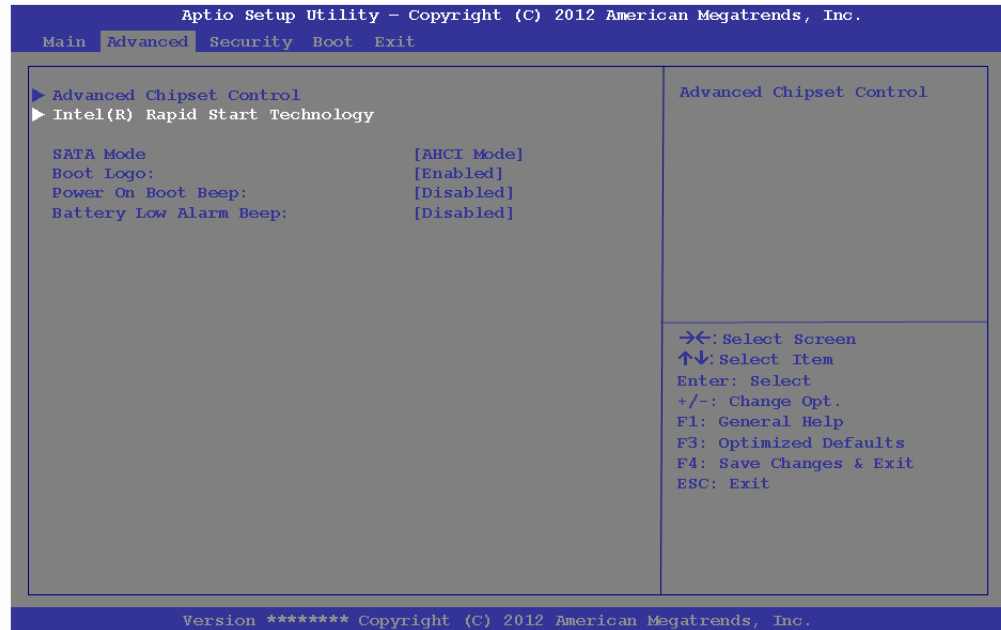 Aptio Setup Utility – Copyright (C) 2012 American Megatrends, Inc.
Main Advanced Security Boot Exit
Advanced Chipset Control
Intel(R) Rapid Start Technology
SATA Mode [AHCI Mode]
Boot Logo: [Enabled]
Power On Boot Beep: [Disabled]
Battery Low Alarm Beep: [Disabled]
Advanced Chipset Control
→←: Select Screen
↑↓: Select Item
Enter: Select
+/-: Change Opt.
F1: General Help
F3: Optimized Defaults
F4: Save Changes & Exit
ESC: Exit
Version ******** Copyright (C) 2012 American Megatrends, Inc.